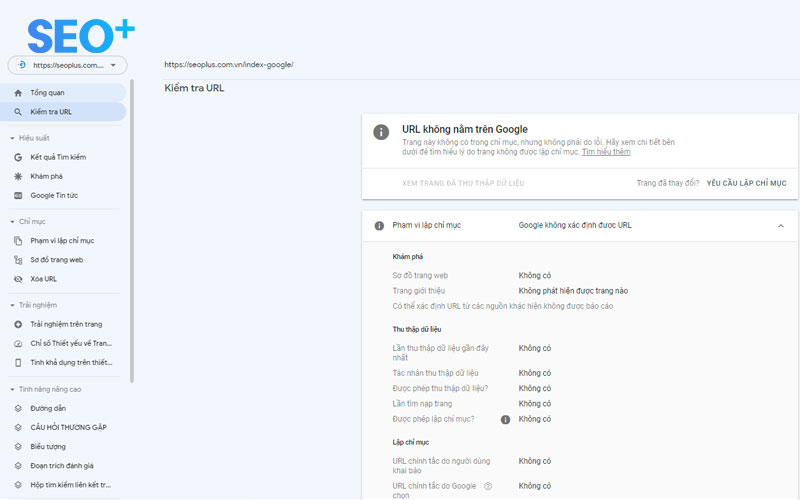 SEO+
https://seoplus.com....
Tổng quan
Kiểm tra URL
Hiệu suất
Kết quả Tìm kiếm
Khám phá
Google Tin tức
Chỉ mục
Phạm vi lập chỉ mục
Sơ đồ trang web
Xóa URL
Trải nghiệm
Trải nghiệm trên trang
Chỉ số Thiết yếu về Tran...
Tính khả dụng trên thiết...
Tính năng nâng cao
Đường dẫn
CÂU HỎI THƯỜNG GẶP
Biểu tượng
Đoạn trích đánh giá
Hộp tìm kiếm liên kết tr...
https://seoplus.com.vn/index-google/
Kiểm tra URL
URL không nằm trên Google
Trang này không có trong chỉ mục, nhưng không phải do lỗi. Hãy xem chi tiết bên
dưới để tìm hiểu lý do trang không được lập chỉ mục. Tìm hiểu thêm
XEM TRANG ĐÃ THU THẬP DỮ LIỆU
Trang đã thay đổi? YÊU CẦU LẬP CHỈ MỤC
Phạm vi lập chỉ mục Google không xác định được URL
Khám phá
Sơ đồ trang web Không có
Trang giới thiệu Không phát hiện được trang nào
Có thể xác định URL từ các nguồn khác hiện không được báo cáo
Thu thập dữ liệu
Lần thu thập dữ liệu gần đây
nhất Không có
Tác nhân thu thập dữ liệu Không có
Được phép thu thập dữ liệu? Không có
Lần tìm nạp trang Không có
Được phép lập chỉ mục? Không có
Lập chỉ mục
URL chính tắc do người dùng
khai báo Không có
URL chính tắc do Google
chọn Không có